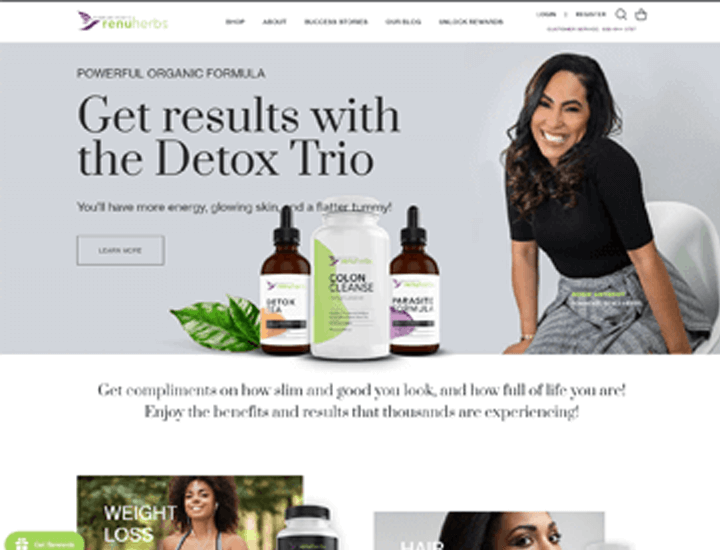 renuherbs
SHOP ABOUT SUCCESS STORIES OUR BLOG UNLOCK REWARDS
LOGIN | REGISTER
CUSTOMER SERVICE
POWERFUL ORGANIC FORMULA
Get results with
the Detox Trio
You'll have more energy, glowing skin, and a flatter tummy!
LEARN MORE
renuherbs
DETOX
TEA
renuherbs
COLON
CLEANSE
renuherbs
PARASITE
FORMULA
Get compliments on how slim and good you look, and how full of life you are!
Enjoy the benefits and results that thousands are experiencing!
WEIGHT
LOSS
HAIR
Get Rewards